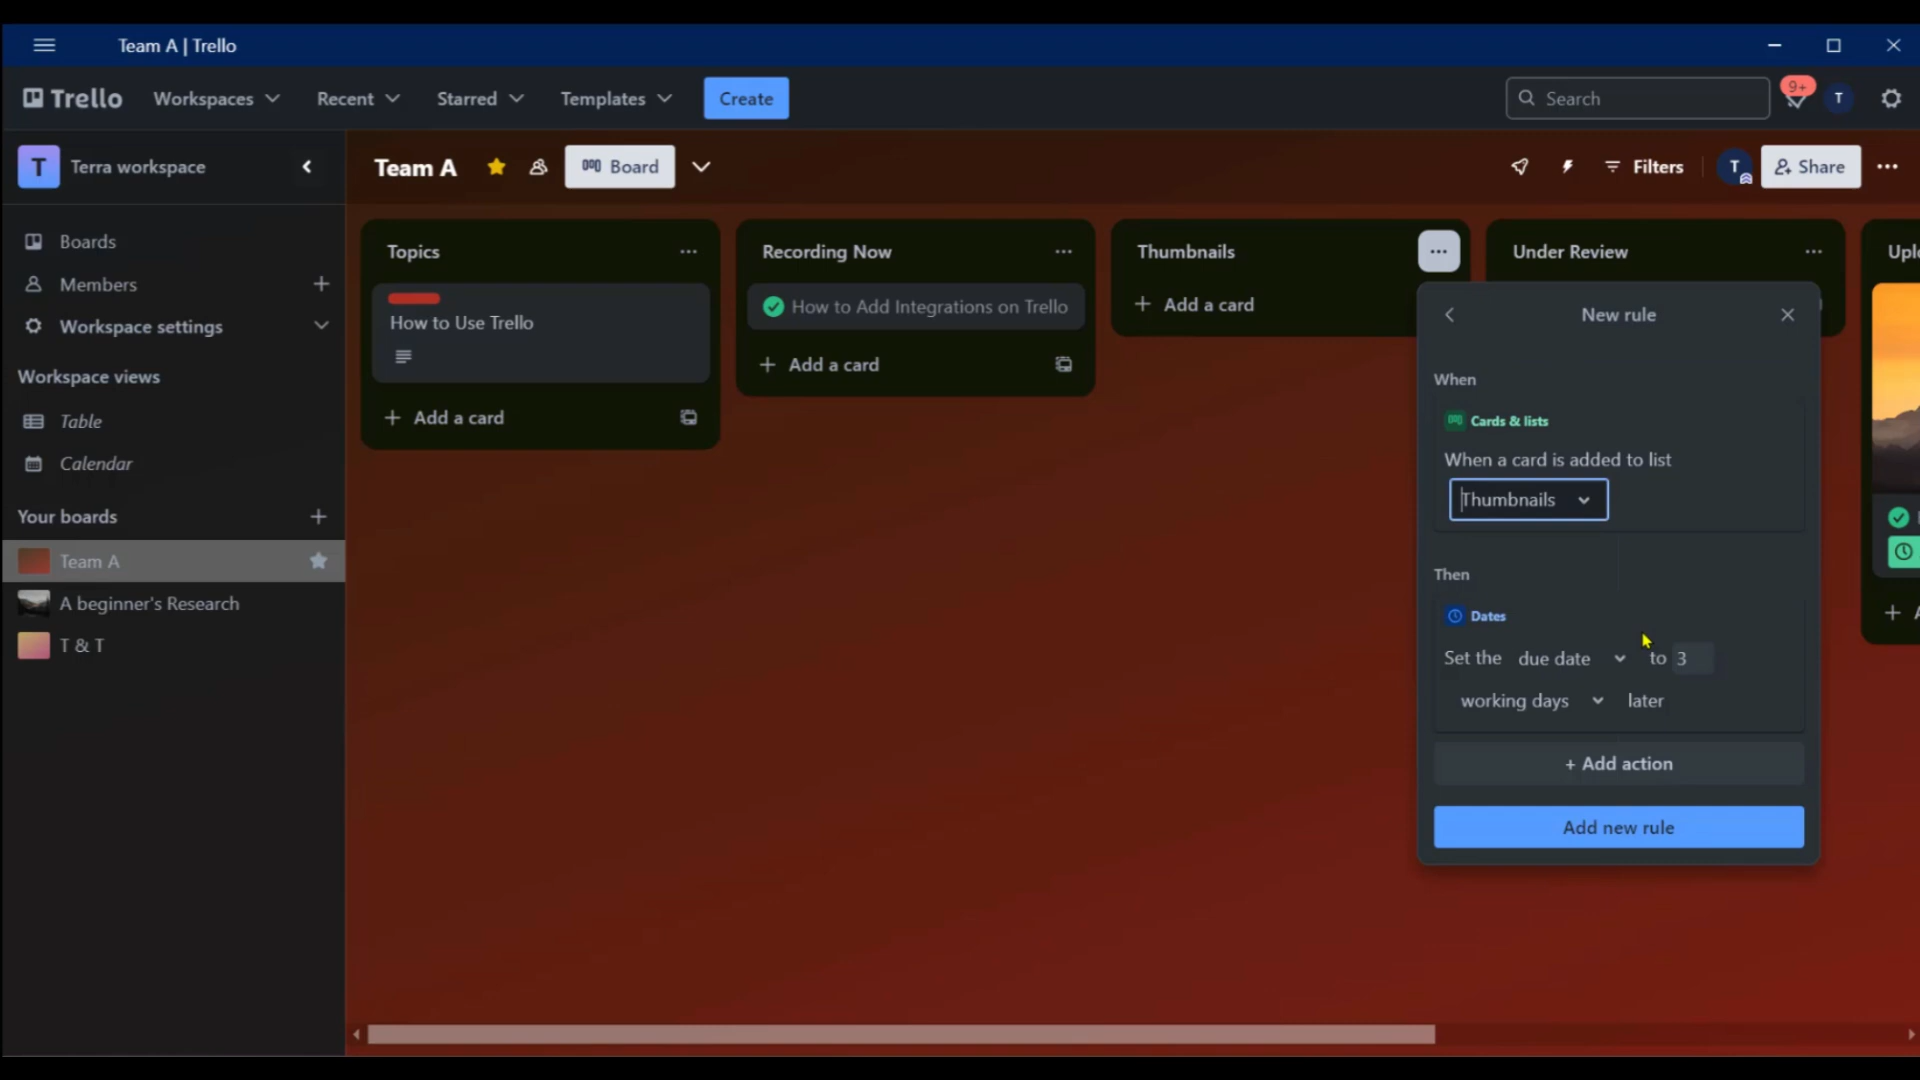 Team A | Trello
Trello
Workspaces
Recent
Starred
Templates
Create
Search
9+
T
T
Terra workspace
Team A
Board
Filters
T
Share
Boards
Members
Workspace settings
Workspace views
Table
Calendar
Your boards
Team A
A beginner's Research
T & T
Topics
How to Use Trello
+ Add a card
Recording Now
How to Add Integrations on Trello
+ Add a card
Thumbnails
+ Add a card
Under Review
New rule
When
Cards & lists
When a card is added to list
Thumbnails
Then
Dates
Set the due date to 3
working days later
+ Add action
Add new rule